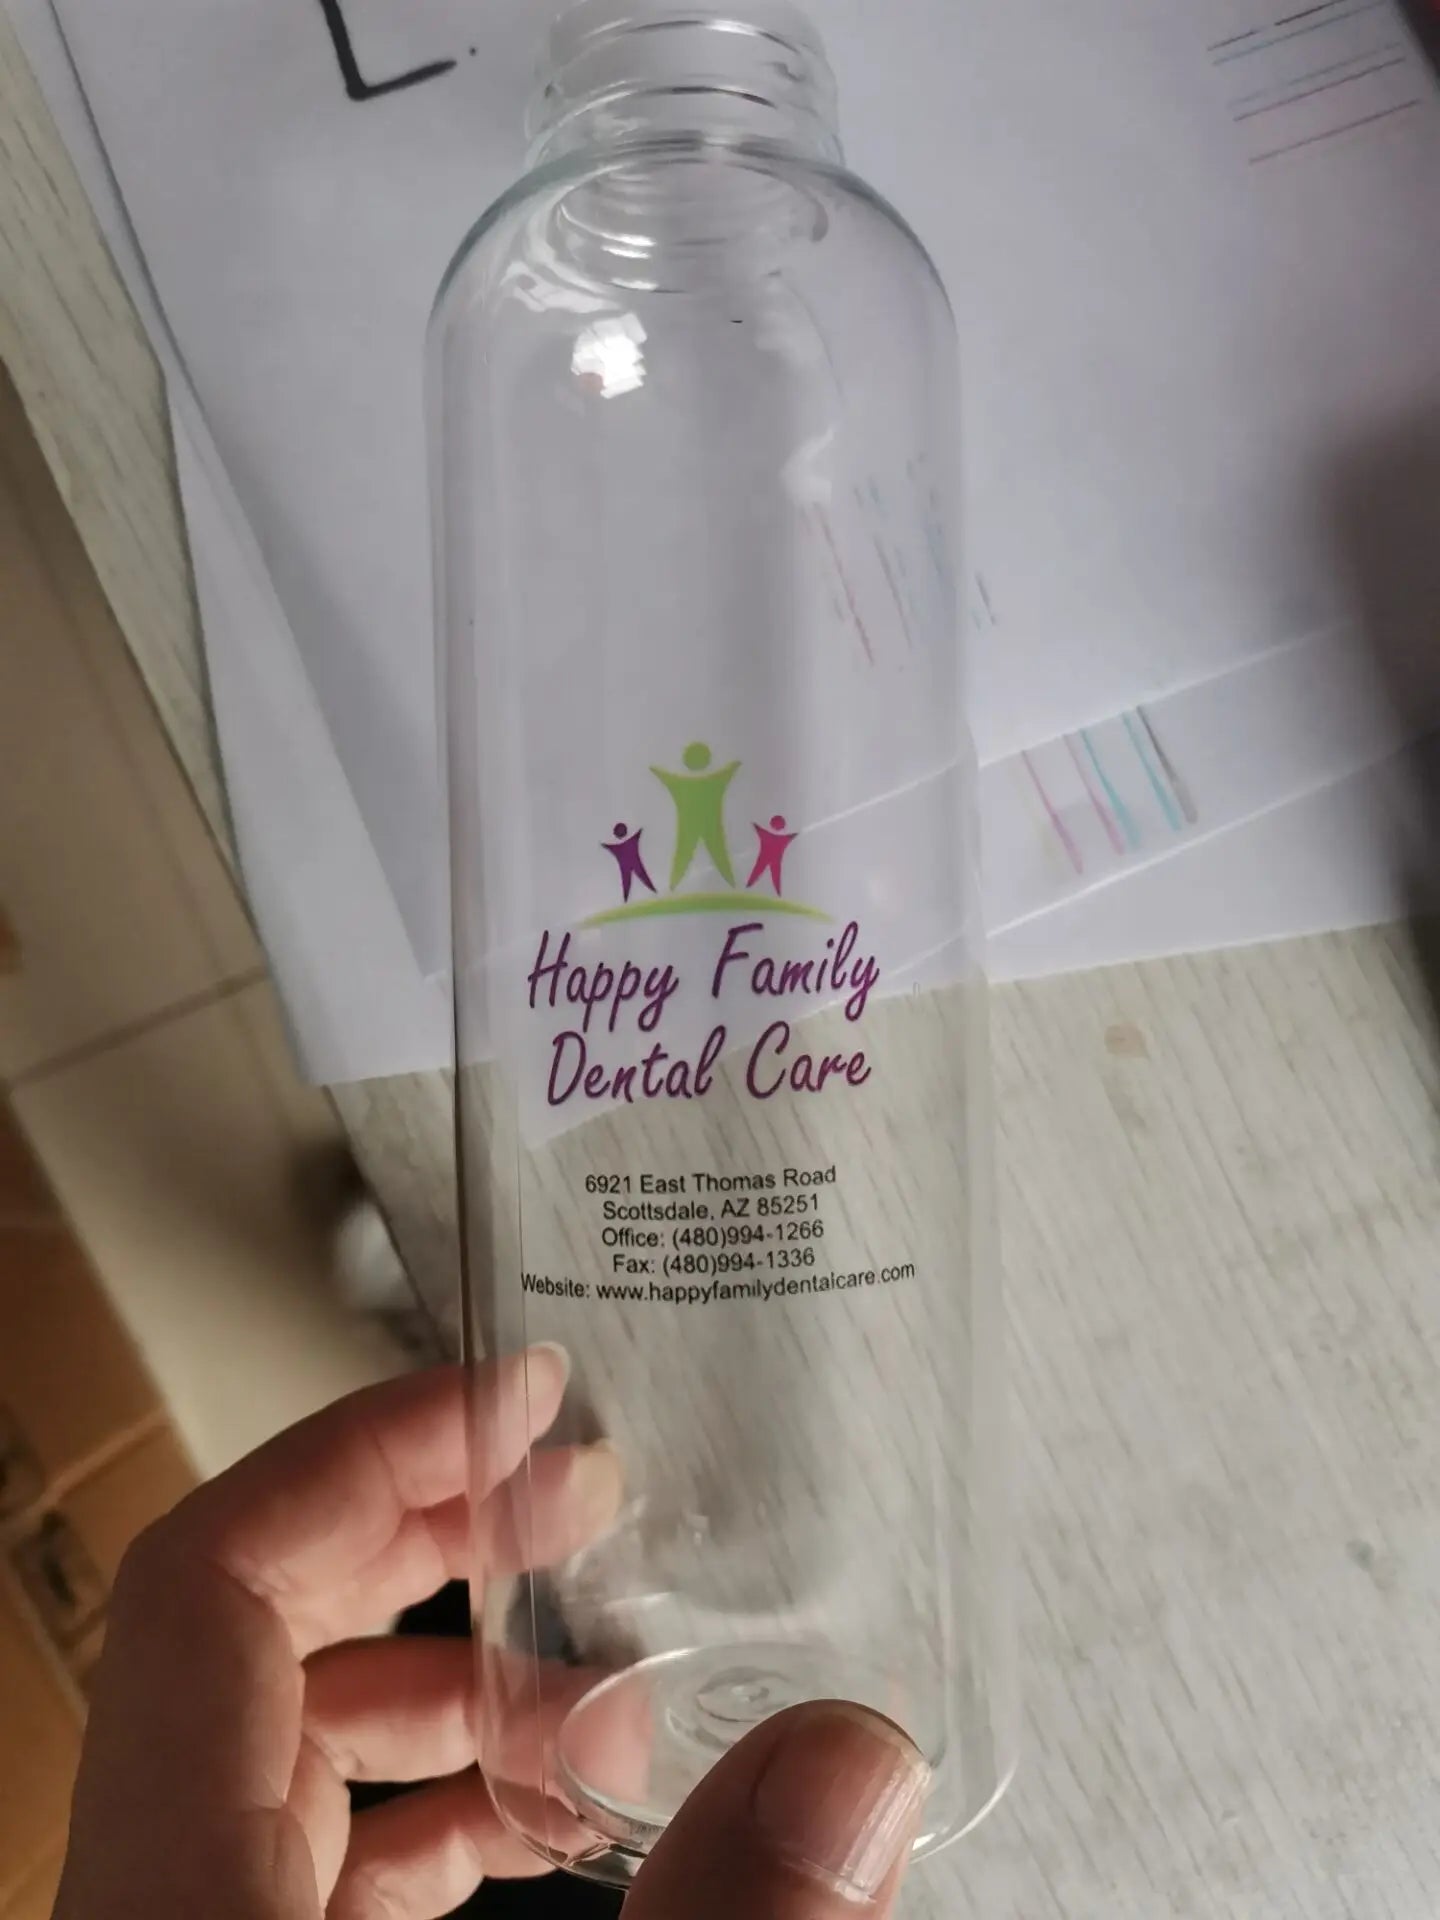 Happy Family
Dental Care
6921 East Thomas Road
Scottsdale, AZ 85251
Office: (480)994-1266
Fax: (480)994-1336
Website: www.happyfamilydentalcare.com